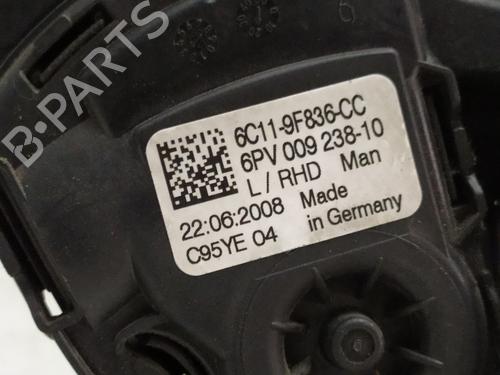 6C11-9F836-CC
6PV 009 238-10
L / RHD Man
22:06:2008 Made
C95YE 04 in Germany
B-PARTS